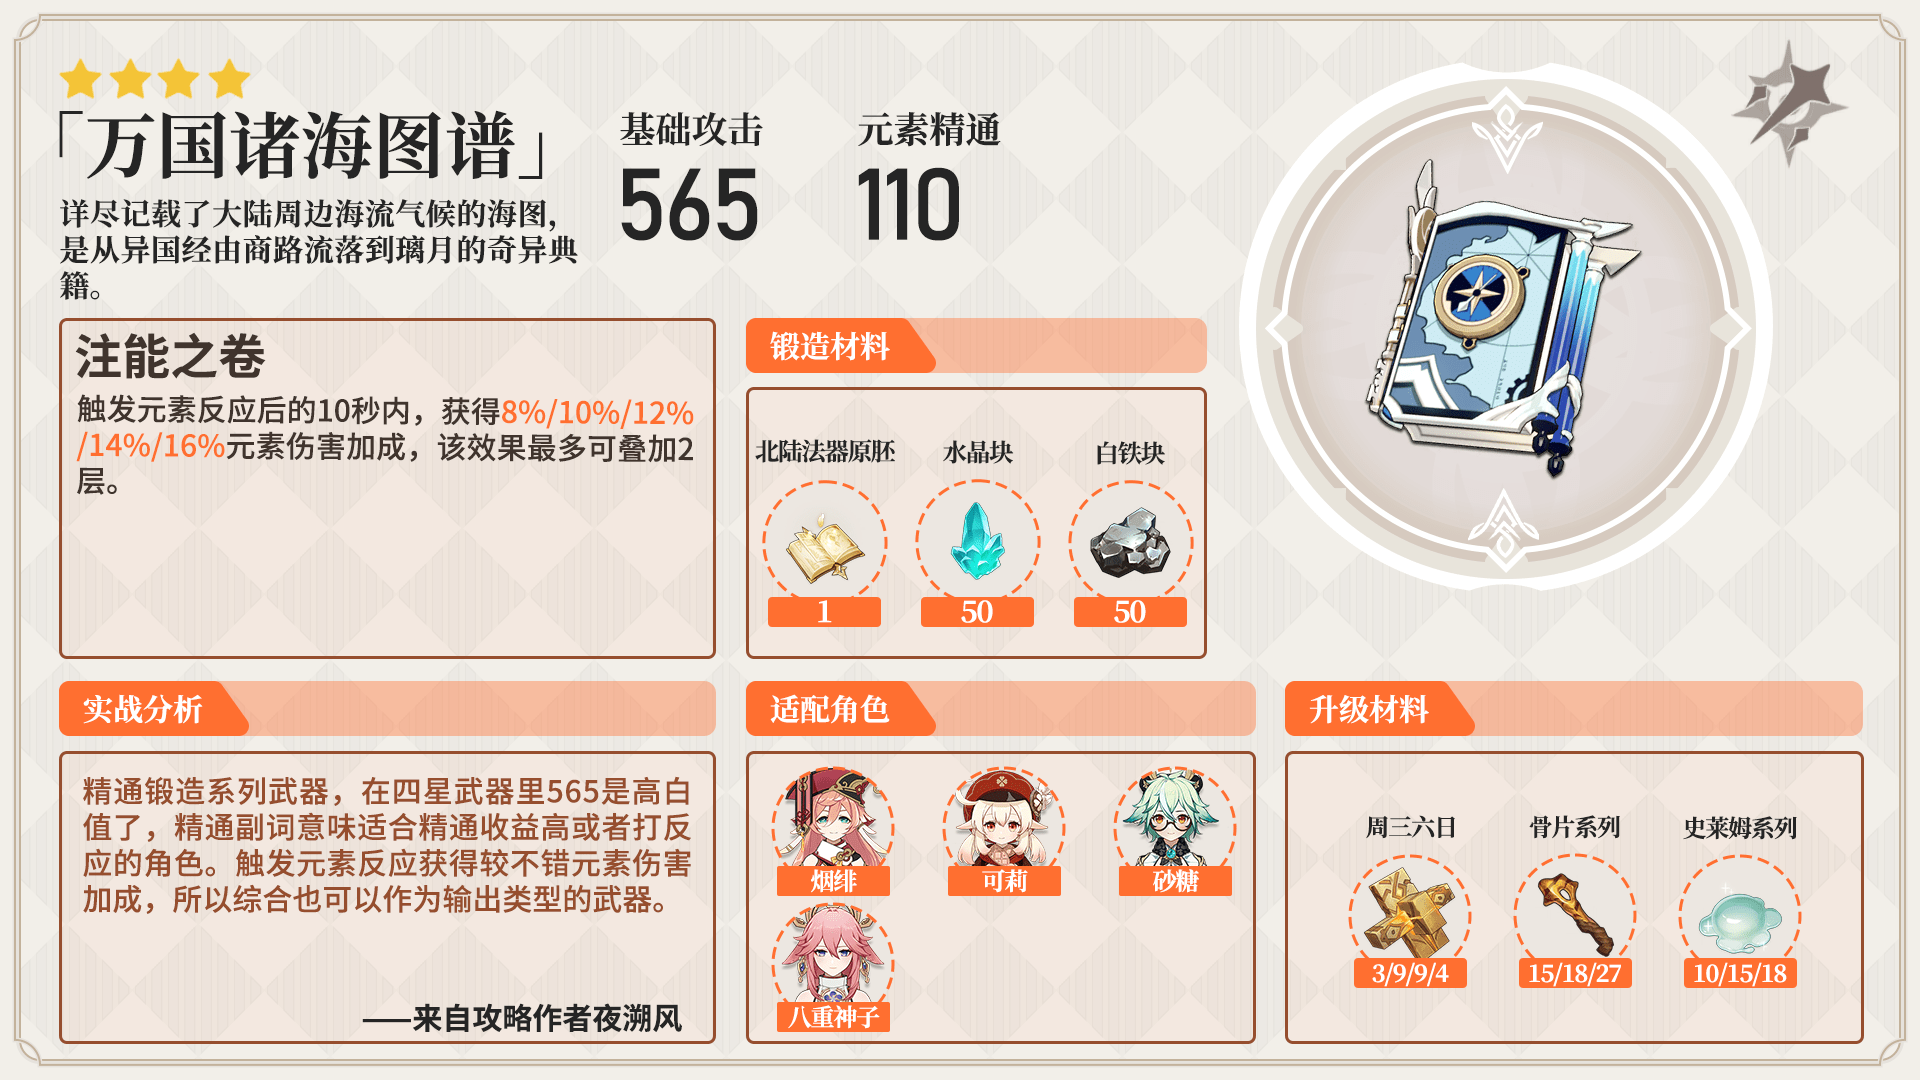 「万国诸海图谱」
详尽记载了大陆周边海流气候的海图，
是从异国经由商路流落到璃月的奇异典
籍。
基础攻击
565
元素精通
110
注能之卷
触发元素反应后的10秒内，获得8%/10%/12%
/14%/16%元素伤害加成，该效果最多可叠加2
层。
锻造材料
北陆法器原胚
水晶块
白铁块
1
50
50
实战分析
精通锻造系列武器，在四星武器里565是高白
值了，精通副词意味适合精通收益高或者打反
应的角色。触发元素反应获得较不错元素伤害
加成，所以综合也可以作为输出类型的武器。
——来自攻略作者夜溯风
适配角色
烟绯
可莉
砂糖
八重神子
升级材料
周三六日
骨片系列
史莱姆系列
3/9/9/4
15/18/27
10/15/18